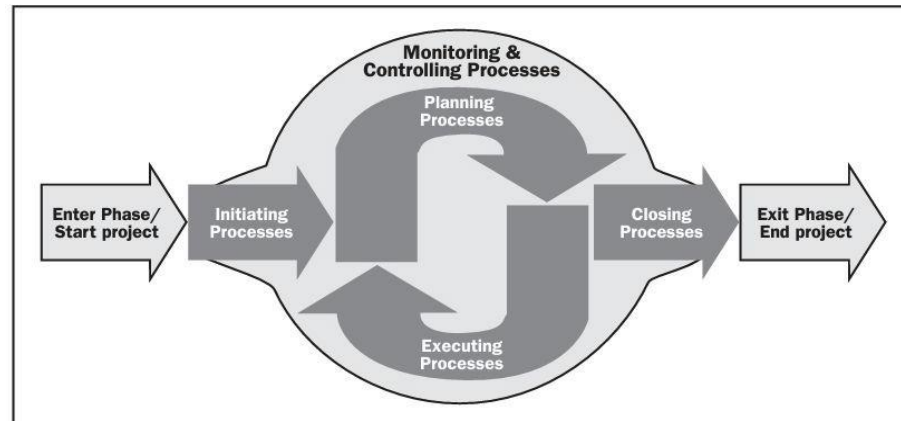 Monitoring &
Controlling Processes
Planning
Processes
Enter Phase/
Start project
Initiating
Processes
Closing
Processes
Exit Phase/
End project
Executing
Processes